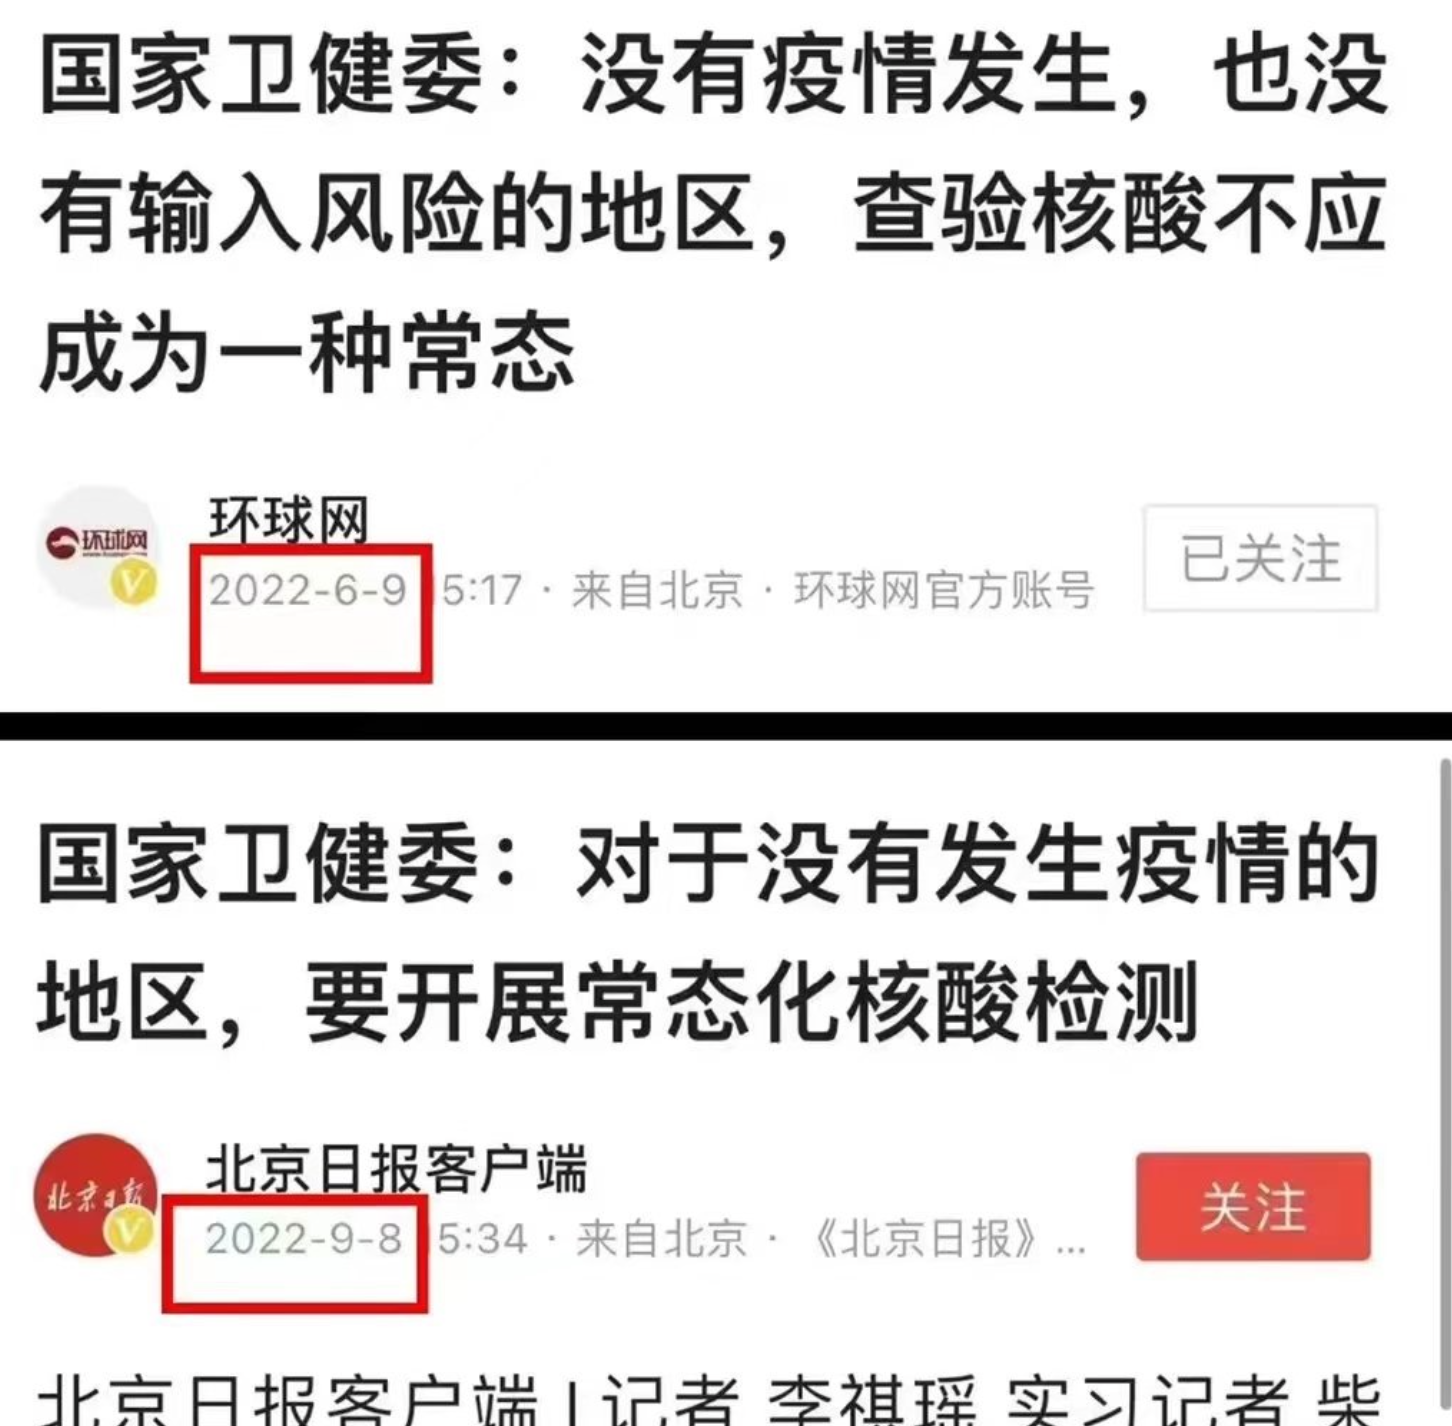 国家卫健委：没有疫情发生，也没
有输入风险的地区，查验核酸不应
成为一种常态
环球网
环球网
2022-6-9 5:17 · 来自北京 · 环球网官方账号
已关注
国家卫健委：对于没有发生疫情的
地区，要开展常态化核酸检测
北京日报
北京日报客户端
2022-9-8 5:34 · 来自北京 · 《北京日报》...
关注
北京日报客户端 | 记者 李祺瑶 实习记者 柴